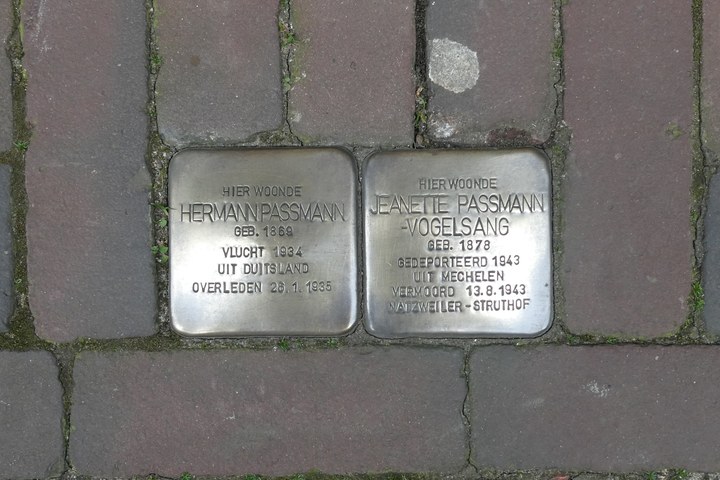 HIER WOONDE
HERMANN PASSMANN
GEB. 1869
VLUCHT 1934
UIT DUITSLAND
OVERLEDEN 26.1.1935
HIER WOONDE
JEANETTE PASSMANN
-VOGELSANG
GEB. 1878
GEDEPORTEERD 1943
UIT MECHELEN
VERMOORD 13.8.1943
NATZWEILER-STRUTHOF